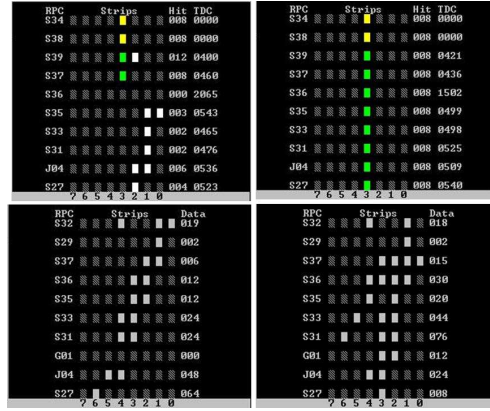 RPC Strips Hit TDC
S34 008 0000
S38 008 0000
S39 012 0400
S37 008 0460
S36 000 2065
S35 003 0543
S33 002 0465
S31 002 0476
J04 006 0536
S27 004 0523
7 6 5 4 3 2 1 0
RPC Strips Hit TDC
S34 008 0000
S38 008 0000
S39 008 0421
S37 008 0436
S36 008 1502
S35 008 0499
S33 008 0498
S31 008 0525
J04 008 0509
S27 008 0540
7 6 5 4 3 2 1 0
RPC Strips Data
S32 019
S29 002
S37 006
S36 012
S35 012
S33 024
S31 024
G01 000
J04 048
S27 064
7 6 5 4 3 2 1 0
RPC Strips Data
S32 018
S29 002
S37 015
S36 030
S35 020
S33 044
S31 076
G01 012
J04 024
S27 008
7 6 5 4 3 2 1 0